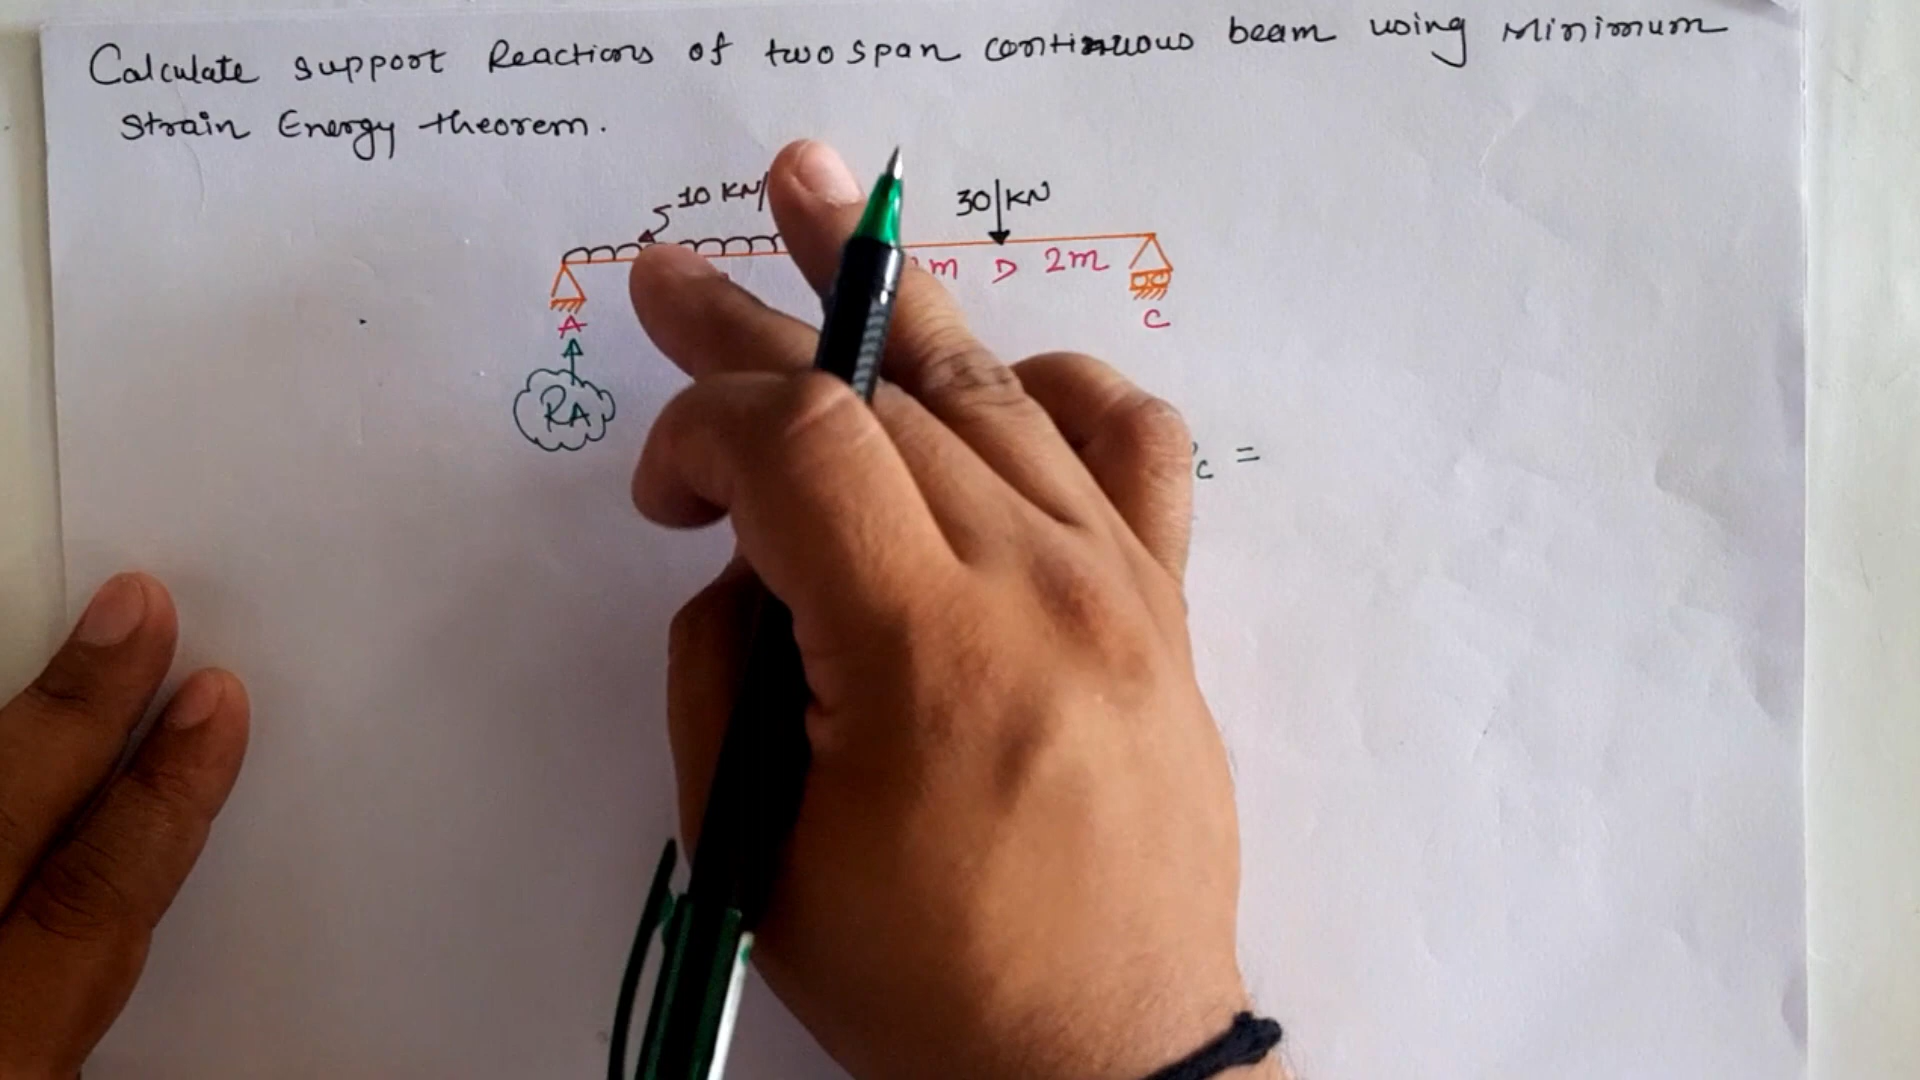 Calculate support Reactions of two span continuous beam using Minimum
Strain Energy theorem.
10 KN/
30 KN
m D 2m
A
C
RA
c =